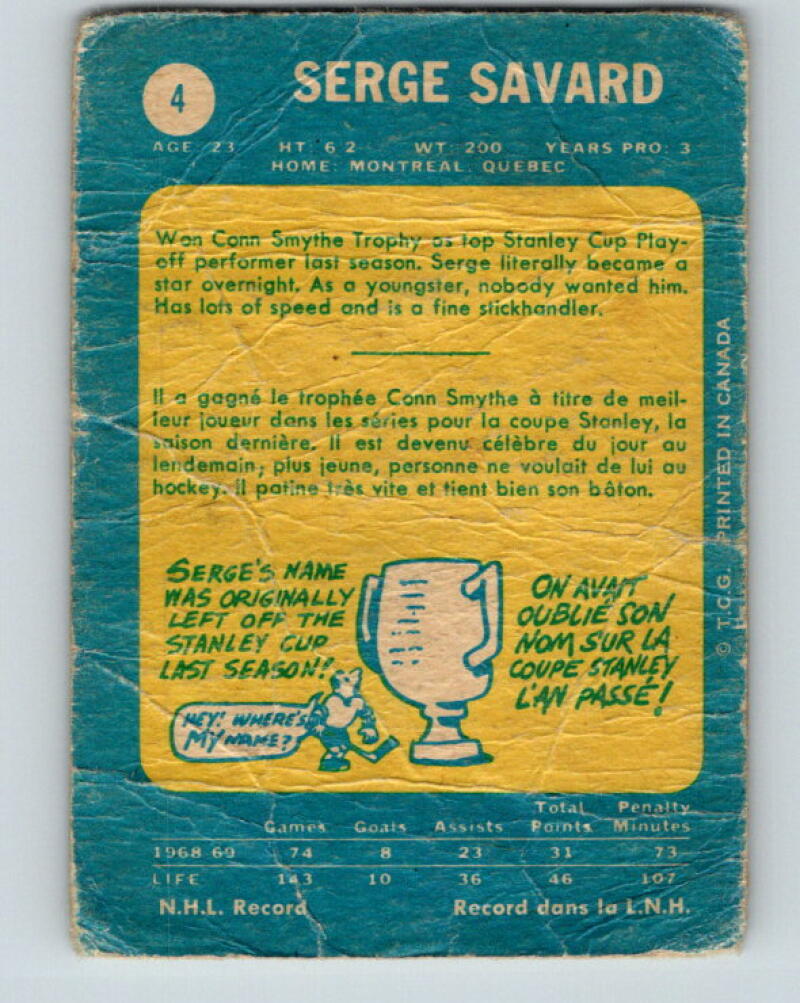 4
SERGE SAVARD
AGE 23 HT: 6 2 WT: 200 YEARS PRO: 3
HOME: MONTREAL, QUEBEC
Won Conn Smythe Trophy as top Stanley Cup Play-
off performer last season. Serge literally became a
star overnight. As a youngster, nobody wanted him.
Has lots of speed and is a fine stickhandler.
Il a gagné le trophée Conn Smythe à titre de meil-
leur joueur dans les séries pour la coupe Stanley, la
saison dernière. Il est devenu célèbre du jour au
lendemain; plus jeune, personne ne voulait de lui au
hockey. Il patine très vite et tient bien son bâton.
SERGE'S NAME
WAS ORIGINALLY
LEFT OFF THE
STANLEY CUP
LAST SEASON!
HEY! WHERE'S
MY NAME?
ON AVAIT
OUBLIÉ SON
NOM SUR LA
COUPE STANLEY
L'AN PASSÉ!
© T.C.G. PRINTED IN CANADA
Games Goals Assists Total Points Penalty Minutes
1968 69 74 8 23 31 73
LIFE 143 10 36 46 107
N.H.L. Record Record dans la L.N.H.